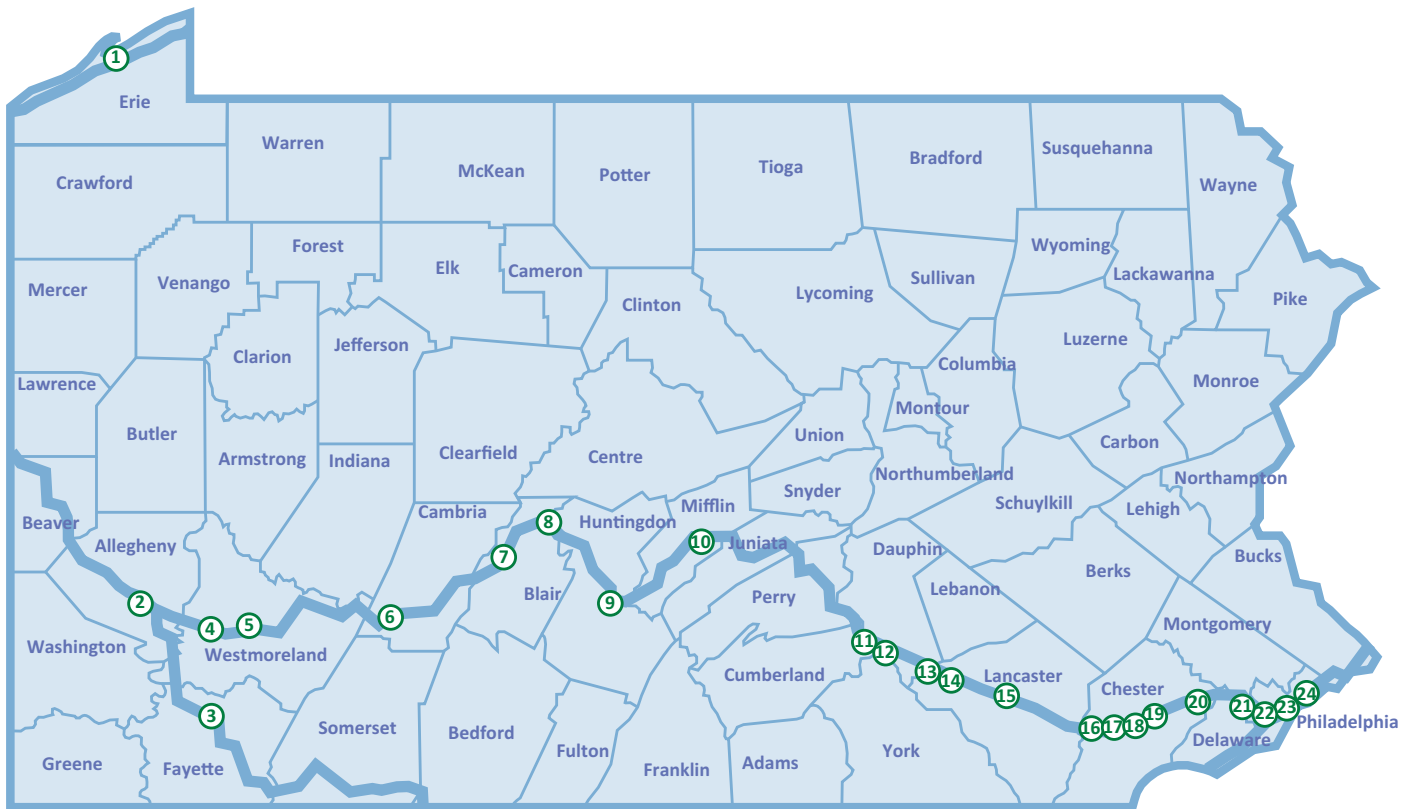 1
Erie
Warren
McKean
Potter
Tioga
Bradford
Susquehanna
Wayne
Crawford
Forest
Elk
Cameron
Wyoming
Lackawanna
Mercer
Venango
Clinton
Lycoming
Sullivan
Pike
Clarion
Jefferson
Luzerne
Columbia
Monroe
Lawrence
Montour
Butler
Union
Carbon
Armstrong
Indiana
Clearfield
Centre
Northumberland
Northampton
Snyder
Schuylkill
Mifflin
Lehigh
Cambria
Beaver
8
Huntingdon
Allegheny
7
10
Juniata
Dauphin
Bucks
Berks
2
Blair
9
Perry
Lebanon
4
5
6
Montgomery
Washington
Westmoreland
11
12
Cumberland
13
14
Lancaster
15
Chester
3
Somerset
Bedford
16
17
18
19
20
21
22
23
24
Philadelphia
Delaware
Greene
Fayette
Fulton
Franklin
Adams
York